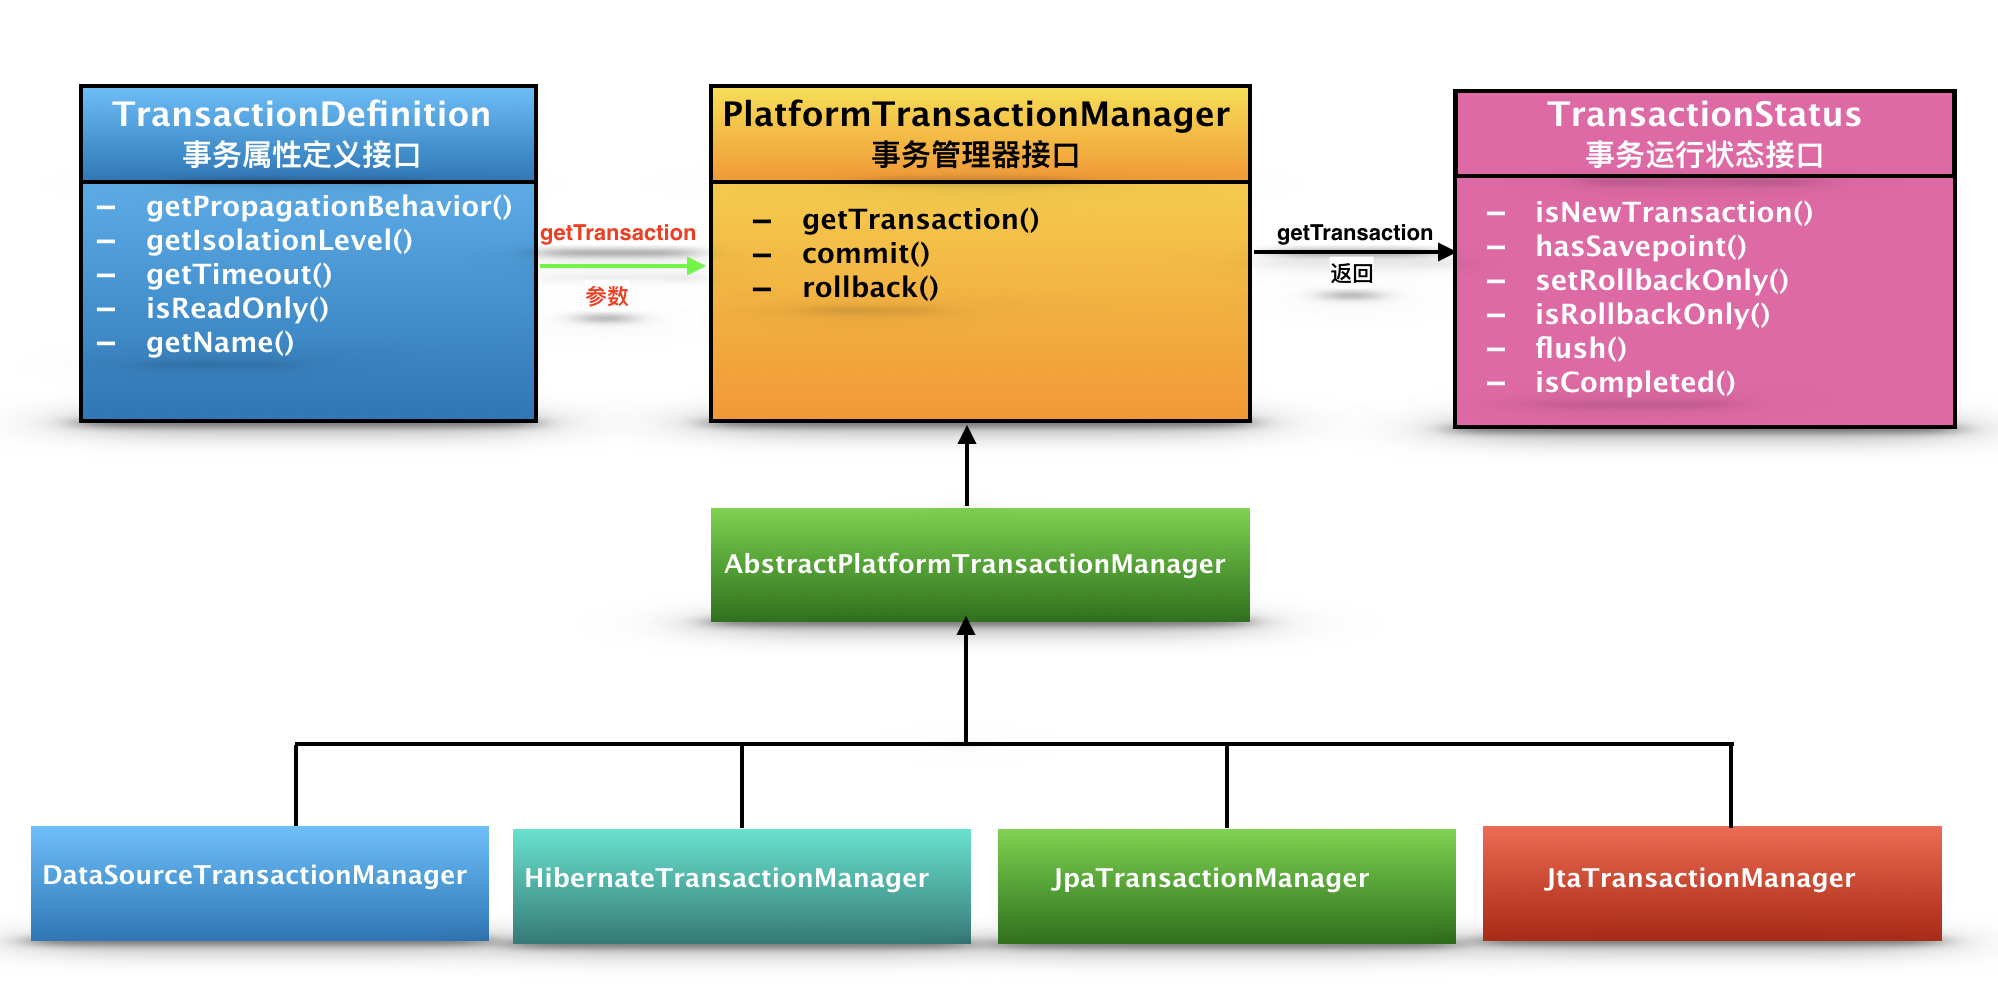 TransactionDefinition
事务属性定义接口
– getPropagationBehavior()
– getIsolationLevel()
– getTimeout()
– isReadOnly()
– getName()
getTransaction
参数
PlatformTransactionManager
事务管理器接口
– getTransaction()
– commit()
– rollback()
getTransaction
返回
TransactionStatus
事务运行状态接口
– isNewTransaction()
– hasSavepoint()
– setRollbackOnly()
– isRollbackOnly()
– flush()
– isCompleted()
AbstractPlatformTransactionManager
DataSourceTransactionManager
HibernateTransactionManager
JpaTransactionManager
JtaTransactionManager